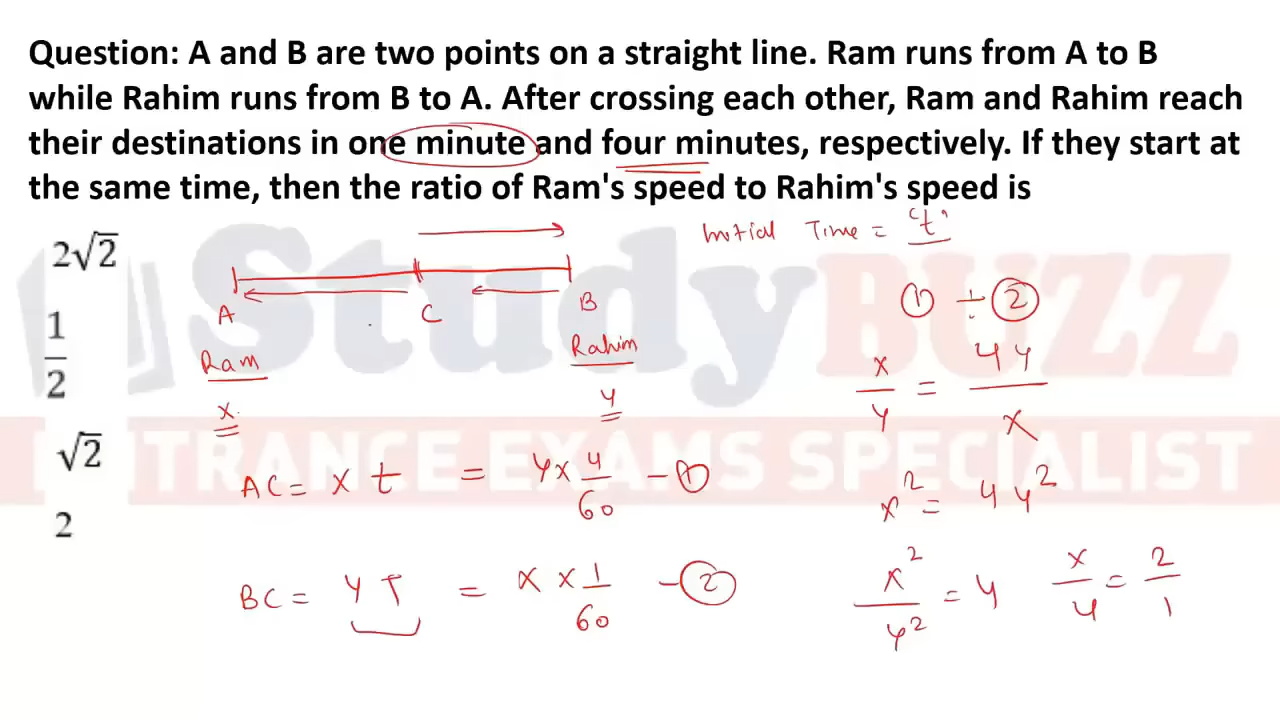 Question: A and B are two points on a straight line. Ram runs from A to B
while Rahim runs from B to A. After crossing each other, Ram and Rahim reach
their destinations in one minute and four minutes, respectively. If they start at
the same time, then the ratio of Ram's speed to Rahim's speed is
2√2
1/2
√2
2
StudyBUZZ
ENTRANCE EXAMS SPECIALIST
Initial Time = 't'
A C B
Ram Rahim
x y
AC = x t = y x 4/60 - ①
BC = y T = x x 1/60 - ②
① ÷ ②
x/y = 4y/x
x² = 4y²
x²/y² = 4 x/y = 2/1